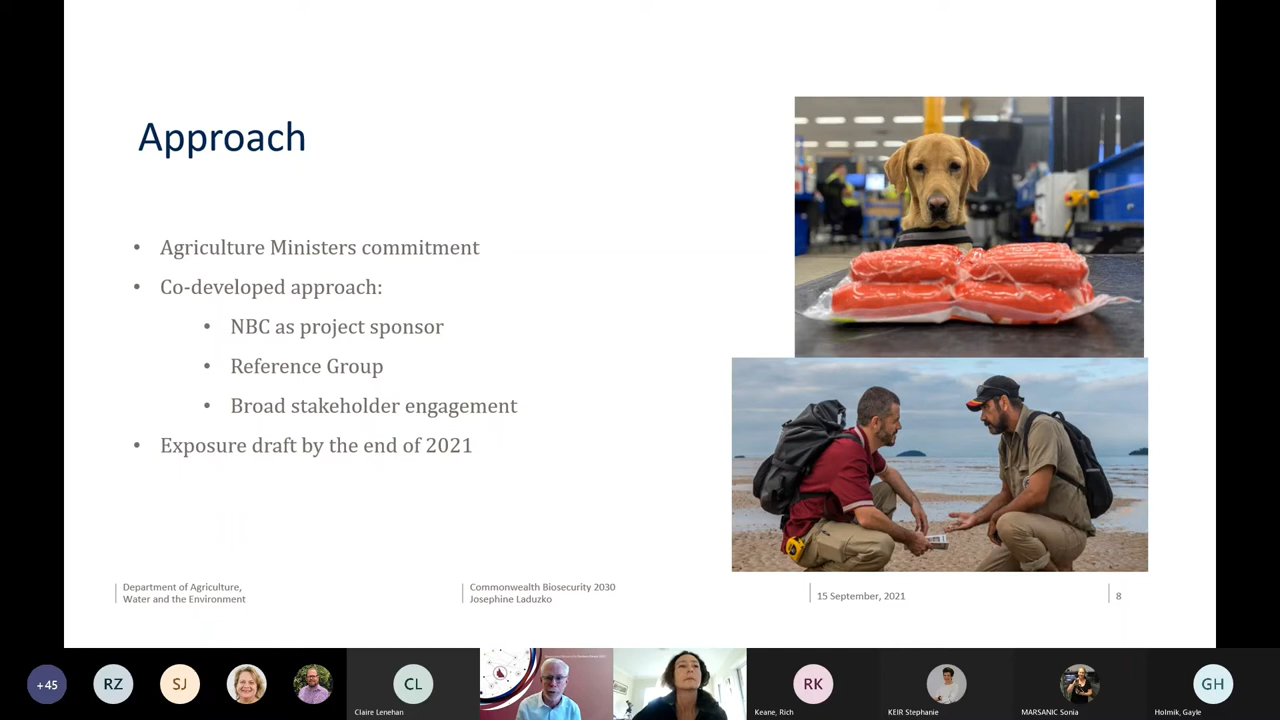 Approach
• Agriculture Ministers commitment
• Co-developed approach:
• NBC as project sponsor
• Reference Group
• Broad stakeholder engagement
• Exposure draft by the end of 2021
Department of Agriculture,
Water and the Environment
Commonwealth Biosecurity 2030
Josephine Laduzko
15 September, 2021
8
+45
RZ
SJ
CL
Claire Lenehan
RK
Keane, Rich
KEIR Stephanie
MARSANIC Sonia
GH
Holmik, Gayle